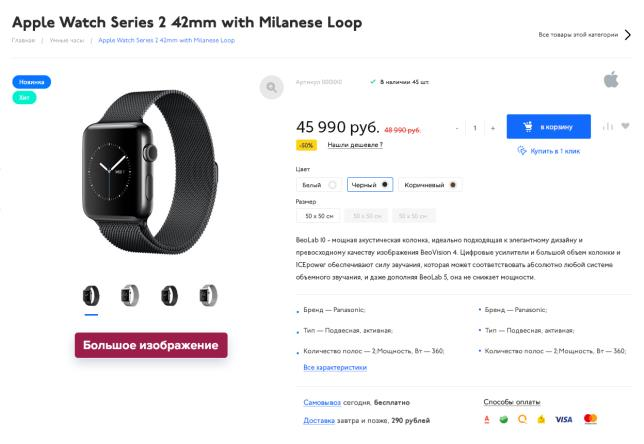 Apple Watch Series 2 42mm with Milanese Loop
Главная | Умные часы | Apple Watch Series 2 42mm with Milanese Loop
Все товары этой категории
Новинка
Хит
Артикул 000010
В наличии 45 шт.
45 990 руб. 48 990 руб.
- 1 +
в корзину
-50% Нашли дешевле ?
Купить в 1 клик
Цвет
Белый Черный Коричневый
Размер
50 x 50 см 50 x 50 см 50 x 50 см
BeoLab 10 - мощная акустическая колонка, идеально подходящая к элегантному дизайну и
превосходному качеству изображения BeoVision 4. Цифровые усилители и большой объем колонки и
ICEpower обеспечивают силу звучания, которая может соответствовать абсолютно любой системе
объемного звучания, и даже дополняя BeoLab 5, она не снижает мощности.
Большое изображение
• Бренд — Panasonic;
• Тип — Подвесная, активная;
• Количество полос — 2;Мощность, Вт — 360;
Все характеристики
• Бренд — Panasonic;
• Тип — Подвесная, активная;
• Количество полос — 2;Мощность, Вт — 360;
Самовывоз сегодня, бесплатно
Доставка завтра и позже, 290 рублей
Способы оплаты
VISA